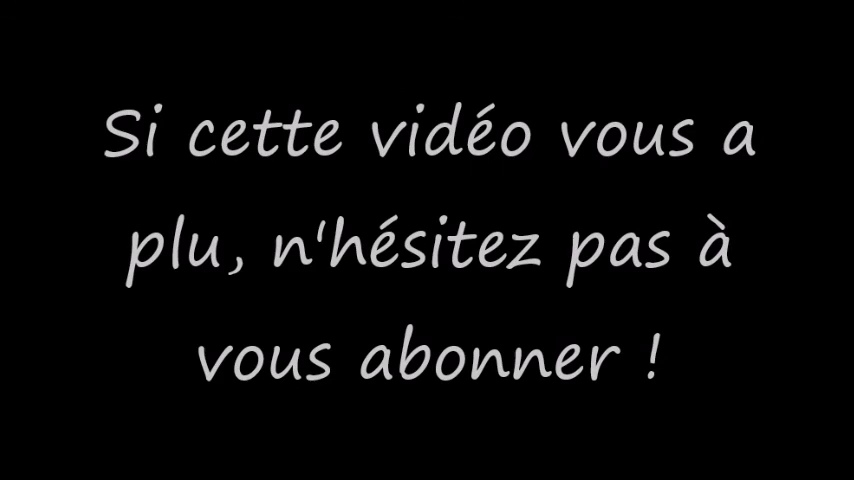 Si cette vidéo vous a
plu, n'hésitez pas à
vous abonner !